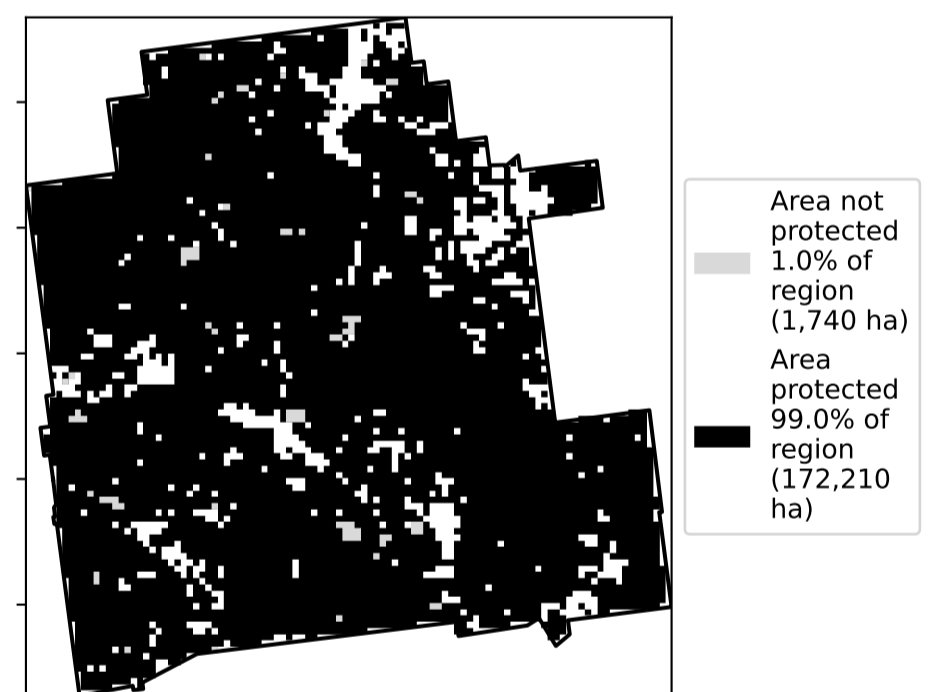 Area not
protected
1.0% of
region
(1,740 ha)
Area
protected
99.0% of
region
(172,210
ha)